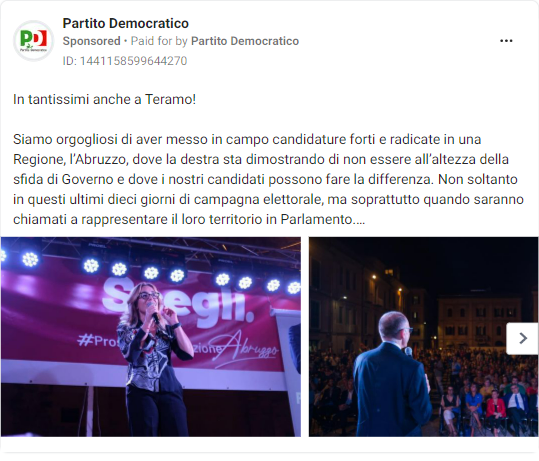 Partito Democratico
Sponsored • Paid for by Partito Democratico
ID: 1441158599644270
PD
Partito Democratico
In tantissimi anche a Teramo!
Siamo orgogliosi di aver messo in campo candidature forti e radicate in una
Regione, l'Abruzzo, dove la destra sta dimostrando di non essere all'altezza della
sfida di Governo e dove i nostri candidati possono fare la differenza. Non soltanto
in questi ultimi dieci giorni di campagna elettorale, ma soprattutto quando saranno
chiamati a rappresentare il loro territorio in Parlamento....
Scegli.
Abruzzo